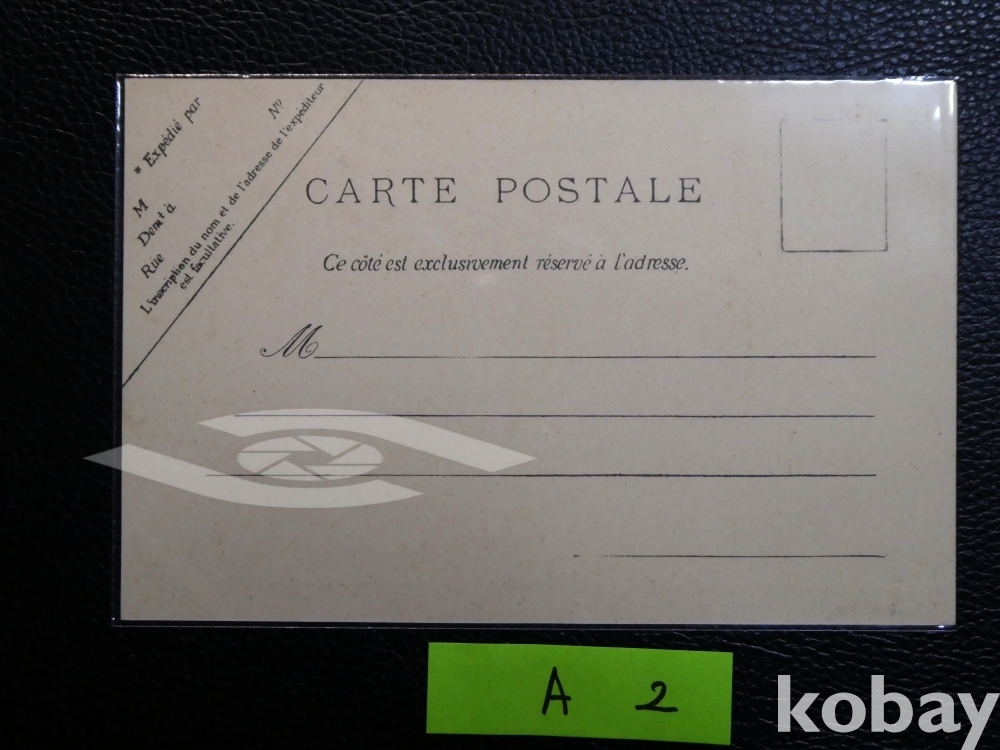 * Expédié par
M
Demt à
Rue Nº
L'inscription du nom et de l'adresse de l'expéditeur
est facultative.
CARTE POSTALE
Ce côté est exclusivement réservé à l'adresse.
M
A 2
kobay